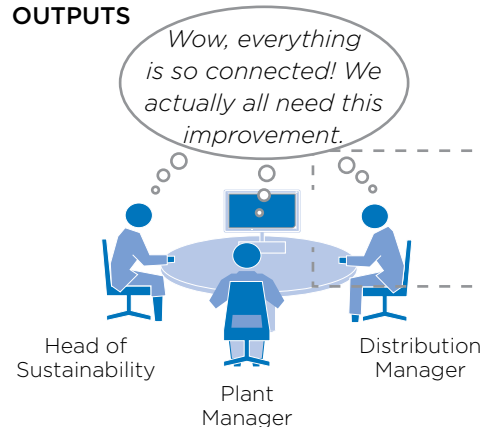 OUTPUTS
Wow, everything
is so connected! We
actually all need this
improvement.
Head of
Sustainability
Plant
Manager
Distribution
Manager